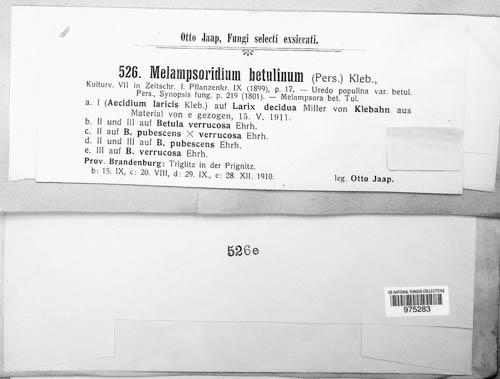 Otto Jaap, Fungi selecti exsiccati.
526. Melampsoridium betulinum (Pers.) Kleb.,
Kulturv. VII in Zeitschr. f. Pflanzenkr. IX (1899), p. 17. — Uredo populina var. betul.
Pers., Synopsis fung. p. 219 (1801). — Melampsora bet. Tul.
a. I (Aecidium laricis Kleb.) auf Larix decidua Miller von Klebahn aus
Material von e gezogen, 15. V. 1911.
b. II und III auf Betula verrucosa Ehrh.
c. II auf B. pubescens × verrucosa Ehrh.
d. II und III auf B. pubescens Ehrh.
e. III auf B. verrucosa Ehrh.
Prov. Brandenburg: Triglitz in der Prignitz.
b: 15. IX, c: 20. VIII, d: 29. IX., e: 28. XII. 1910. leg. Otto Jaap.
526e
US NATIONAL FUNGUS COLLECTIONS
975283